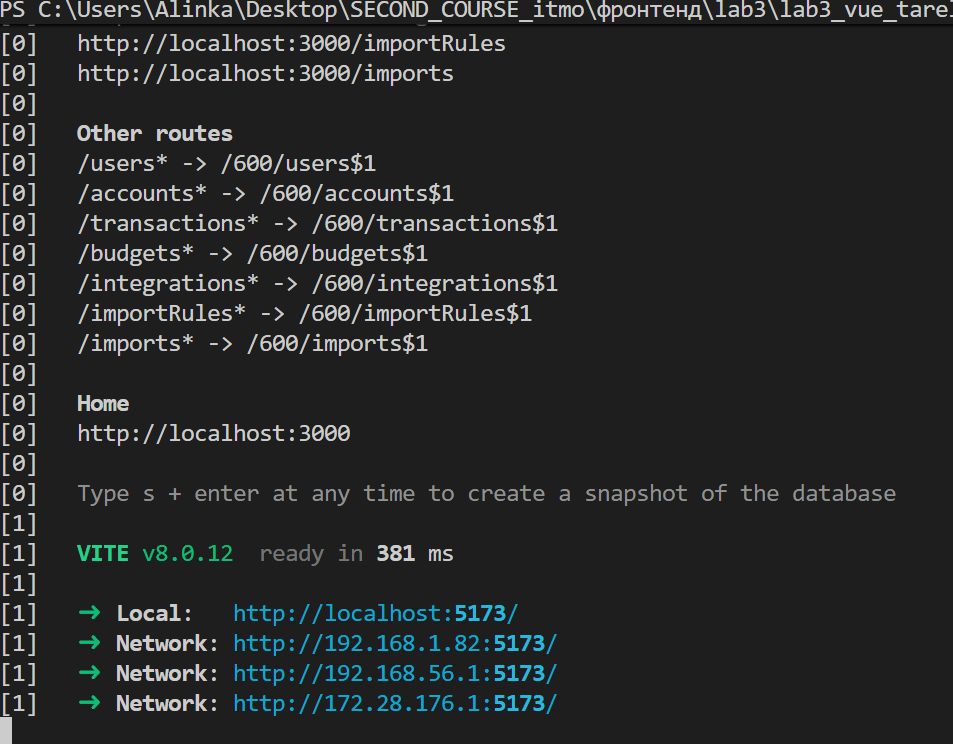 PS C:\Users\Alinka\Desktop\SECOND_COURSE_itmo\фронтенд\lab3\lab3_vue_tarel
[0] http://localhost:3000/importRules
[0] http://localhost:3000/imports
[0]
[0] Other routes
[0] /users* -> /600/users$1
[0] /accounts* -> /600/accounts$1
[0] /transactions* -> /600/transactions$1
[0] /budgets* -> /600/budgets$1
[0] /integrations* -> /600/integrations$1
[0] /importRules* -> /600/importRules$1
[0] /imports* -> /600/imports$1
[0]
[0] Home
[0] http://localhost:3000
[0]
[0] Type s + enter at any time to create a snapshot of the database
[1]
[1] VITE v8.0.12 ready in 381 ms
[1]
[1] ➜ Local: http://localhost:5173/
[1] ➜ Network: http://192.168.1.82:5173/
[1] ➜ Network: http://192.168.56.1:5173/
[1] ➜ Network: http://172.28.176.1:5173/